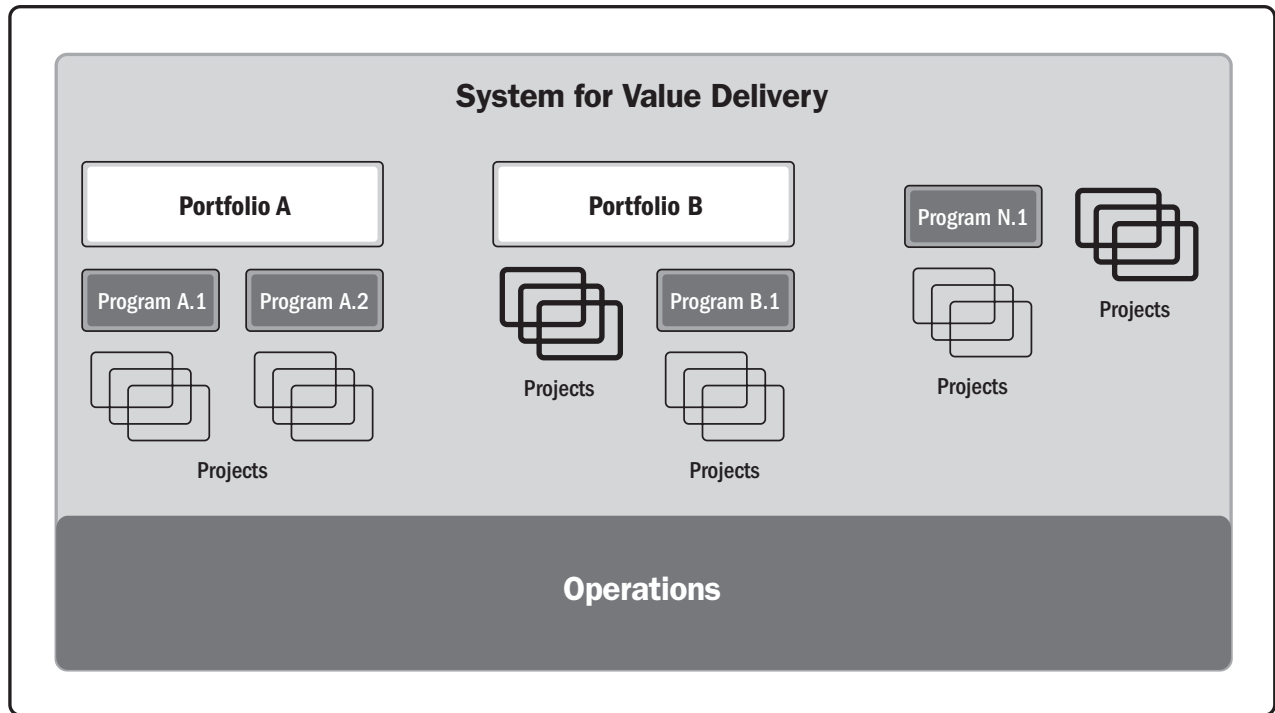 System for Value Delivery
Portfolio A
Portfolio B
Program N.1
Projects
Program A.1
Program A.2
Program B.1
Projects
Projects
Projects
Projects
Operations